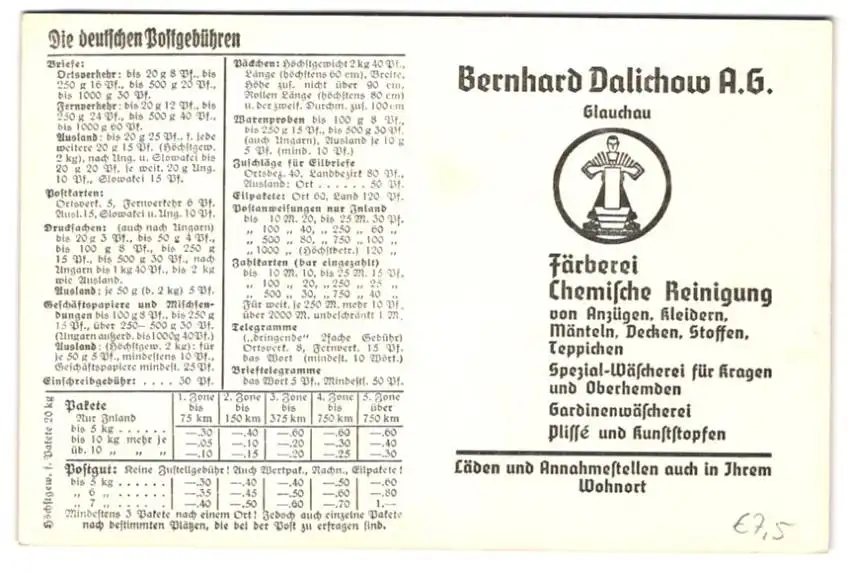 Die deutschen Postgebühren
Briefe:
Ortsverkehr: bis 20 g 8 Pf., bis
250 g 16 Pf., bis 500 g 20 Pf.,
bis 1000 g 30 Pf.
Fernverkehr: bis 20 g 12 Pf., bis
250 g 24 Pf., bis 500 g 40 Pf.,
bis 1000 g 60 Pf.
Ausland: bis 20 g 25 Pf., f. jede
weitere 20 g 15 Pf. (Höchstgew.
2 kg), nach Ung. u. Slowakei bis
20 g 20 Pf. je weit. 20 g Ung.
10 Pf., Slowakei 15 Pf.
Postkarten:
Ortsverk. 5, Fernverkehr 6 Pf.
Ausl. 15, Slowakei u. Ung. 10 Pf.
Drucksachen: (auch nach Ungarn)
bis 20 g 3 Pf., bis 50 g 4 Pf.,
bis 100 g 8 Pf., bis 250 g
15 Pf., bis 500 g 30 Pf., nach
Ungarn bis 1 kg 40 Pf., bis 2 kg
wie Ausland.
Ausland: je 50 g (b. 2 kg) 5 Pf.
Geschäftspapiere und Mischsen-
dungen bis 100 g 8 Pf., bis 250 g
15 Pf., über 250–500 g 30 Pf.
(Ungarn außerd. bis 1000 g 40 Pf.)
Ausland: (Höchstgew. 2 kg): für
je 50 g 5 Pf., mindestens 10 Pf.,
Geschäftspapiere mindest. 25 Pf.
Einschreibgebühr: . . . . 30 Pf.
Päckchen: Höchstgewicht 2 kg 40 Pf.,
Länge (höchstens 60 cm), Breite,
Höhe zus. nicht über 90 cm,
Rollen Länge (höchstens 80 cm)
u. der zweif. Durchm. zus. 100 cm
Warenproben bis 100 g 8 Pf.,
bis 250 g 15 Pf., bis 500 g 30 Pf.
(auch Ungarn), Ausland je 50 g
5 Pf. (mind. 10 Pf.)
Zuschläge für Eilbriefe
Ortsbez. 40, Landbezirk 80 Pf.,
Ausland: Ort . . . . . 50 Pf.
Eilpakete: Ort 60, Land 120 Pf.
Postanweisungen nur Inland
bis 10 M. 20, bis 25 M. 30 Pf.
„ 100 „ 40, „ 250 „ 60 „
„ 500 „ 80, „ 750 „ 100 „
„ 1000 „ (Höchstbetr.) 120 „
Zahlkarten (bar eingezahlt)
bis 10 M. 10, bis 25 M. 15 Pf.
„ 100 „ 20, „ 250 „ 25 „
„ 500 „ 30, „ 750 „ 40 „
Für weit. je 250 M. mehr 10 Pf.
über 2000 M. unbeschränkt 1 M.
Telegramme
(„dringende“ 2fache Gebühr)
Ortsverk. 8, Fernverk. 15 Pf.
das Wort (mindest. 10 Wört.)
Brieftelegramme
das Wort 5 Pf., Mindestl. 50 Pf.
Höchstgew. f. Pakete 20 kg
Pakete 1. Zone 2. Zone 3. Zone 4. Zone 5. Zone
bis bis bis bis über
Nur Inland 75 km 150 km 375 km 750 km 750 km
bis 5 kg . . . . . . —.30 —.40 —.60 —.60 —.60
bis 10 kg mehr je —.05 —.10 —.20 —.30 —.40
üb. 10 „ „ „ —.10 —.15 —.20 —.25 —.30
Postgut: Keine Zustellgebühr! Auch Wertpak., Nachn., Eilpakete!
bis 5 kg . . . . . . —.30 —.40 —.40 —.50 —.60
„ 6 „ . . . . . . —.35 —.45 —.50 —.60 —.80
„ 7 „ . . . . . . —.40 —.50 —.60 —.70 1.—
Mindestens 3 Pakete nach einem Ort! Jedoch auch einzelne Pakete
nach bestimmten Plätzen, die bei der Post zu erfragen sind.
Bernhard Dalichow A.G.
Glauchau
Färberei
Chemische Reinigung
von Anzügen, Kleidern,
Mänteln, Decken, Stoffen,
Teppichen
Spezial-Wäscherei für Kragen
und Oberhemden
Gardinenwäscherei
Plissé und Kunststopfen
Läden und Annahmestellen auch in Ihrem
Wohnort
€7,5